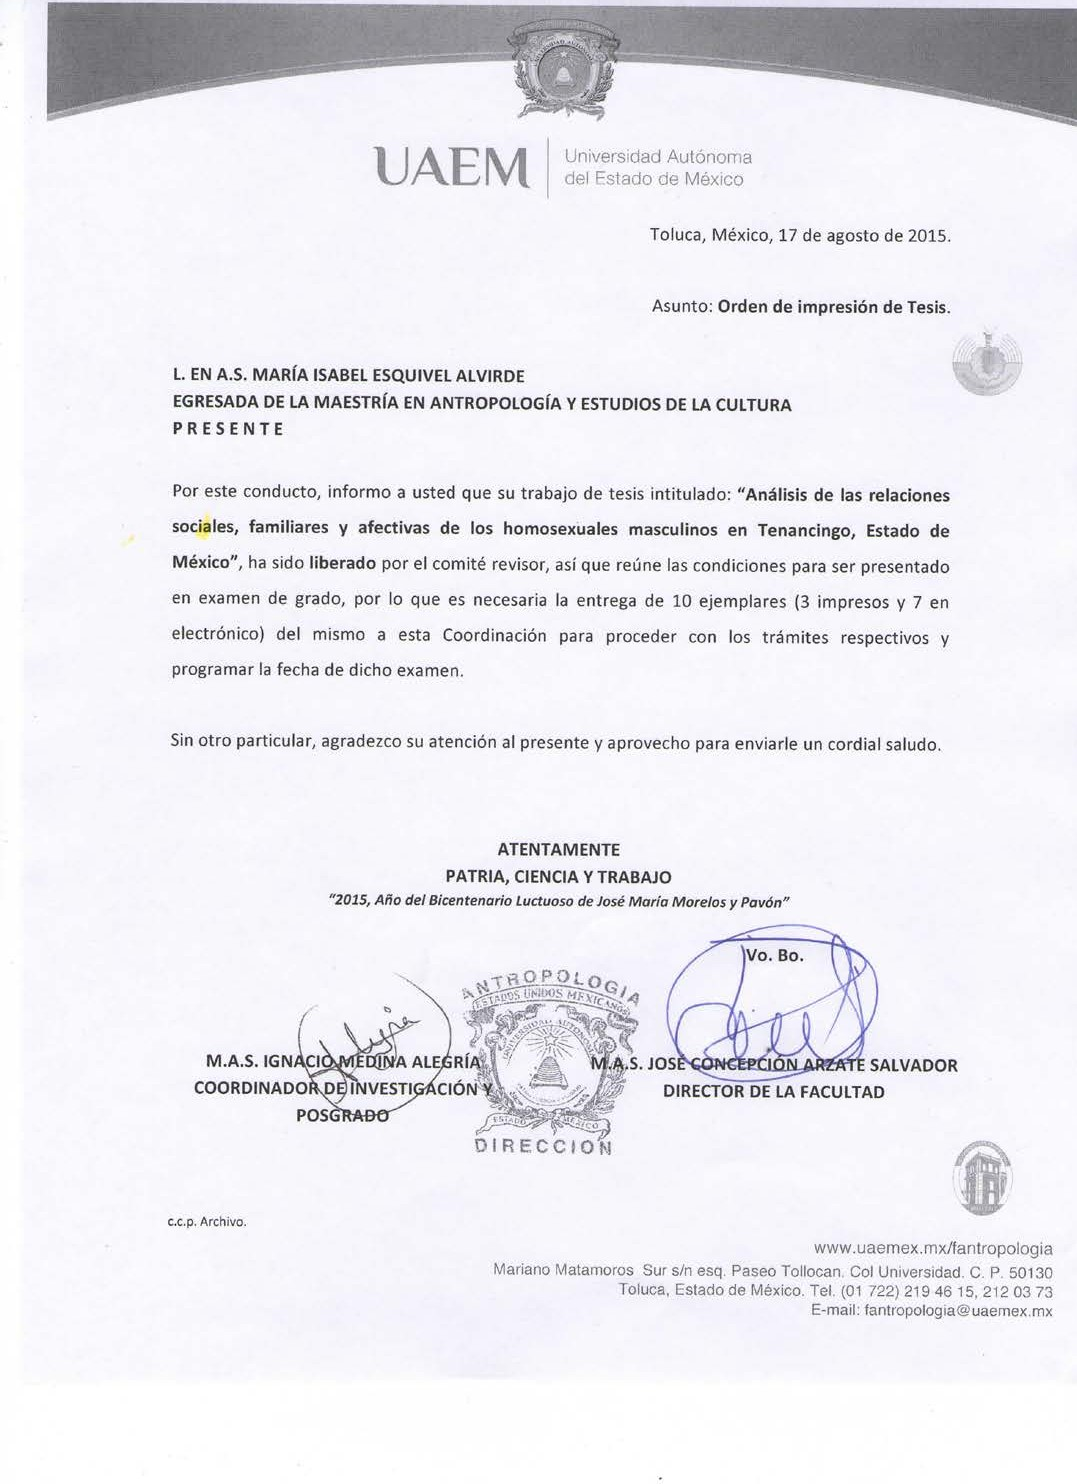 UAEM
Universidad Autónoma
del Estado de México
Toluca, México, 17 de agosto de 2015.
Asunto: Orden de impresión de Tesis.
L. EN A.S. MARÍA ISABEL ESQUIVEL ALVIRDE
EGRESADA DE LA MAESTRÍA EN ANTROPOLOGÍA Y ESTUDIOS DE LA CULTURA
P R E S E N T E
Por este conducto, informo a usted que su trabajo de tesis intitulado: "Análisis de las relaciones
sociales, familiares y afectivas de los homosexuales masculinos en Tenancingo, Estado de
México", ha sido liberado por el comité revisor, así que reúne las condiciones para ser presentado
en examen de grado, por lo que es necesaria la entrega de 10 ejemplares (3 impresos y 7 en
electrónico) del mismo a esta Coordinación para proceder con los trámites respectivos y
programar la fecha de dicho examen.
Sin otro particular, agradezco su atención al presente y aprovecho para enviarle un cordial saludo.
ATENTAMENTE
PATRIA, CIENCIA Y TRABAJO
"2015, Año del Bicentenario Luctuoso de José María Morelos y Pavón"
Vo. Bo.
ANTROPOLOGIA
ESTADOS UNIDOS MEXICANOS
M.A.S. IGNACIO MEDINA ALEGRÍA
COORDINADOR DE INVESTIGACIÓN Y
POSGRADO
M.A.S. JOSÉ CONCEPCIÓN ARZATE SALVADOR
DIRECTOR DE LA FACULTAD
ESTADO MEXICO
DIRECCION
c.c.p. Archivo.
www.uaemex.mx/fantropologia
Mariano Matamoros Sur s/n esq. Paseo Tollocan. Col Universidad. C. P. 50130
Toluca, Estado de México. Tel. (01 722) 219 46 15, 212 03 73
E-mail: fantropologia@uaemex.mx